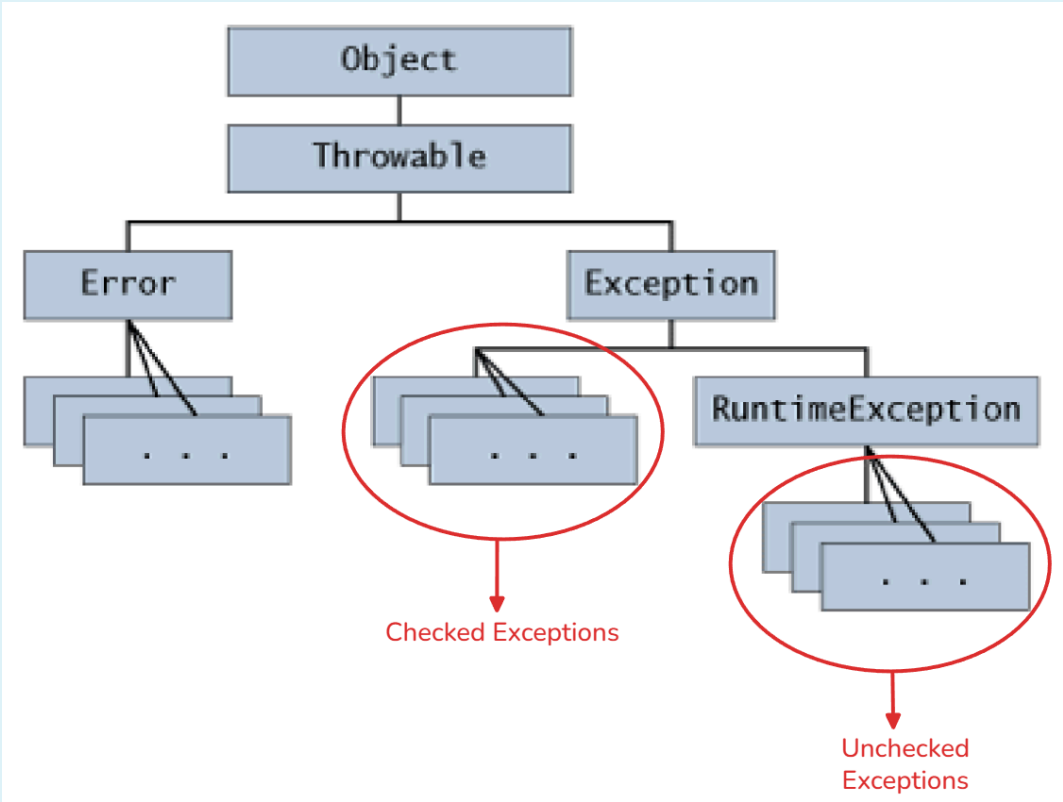 Object
Throwable
Error
Exception
. . .
. . .
RuntimeException
. . .
Checked Exceptions
Unchecked
Exceptions